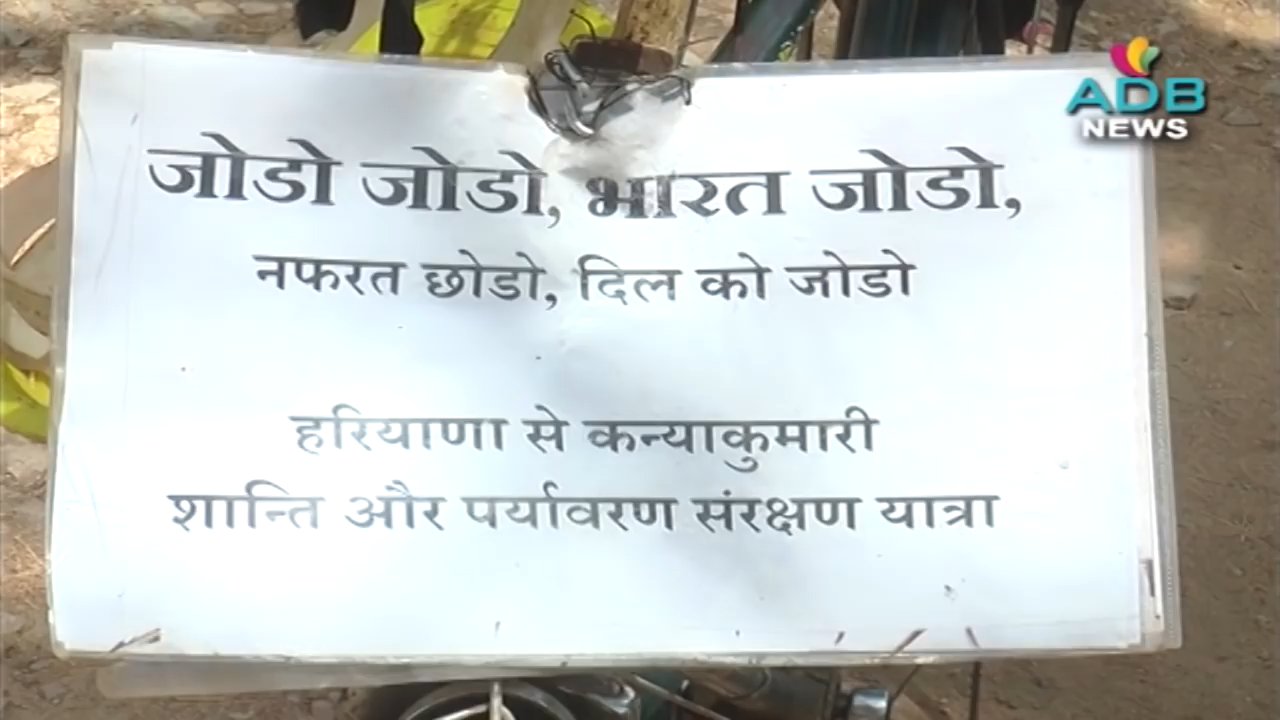 ADB
NEWS
जोडो जोडो, भारत जोडो,
नफरत छोडो, दिल को जोडो
हरियाणा से कन्याकुमारी
शान्ति और पर्यावरण संरक्षण यात्रा